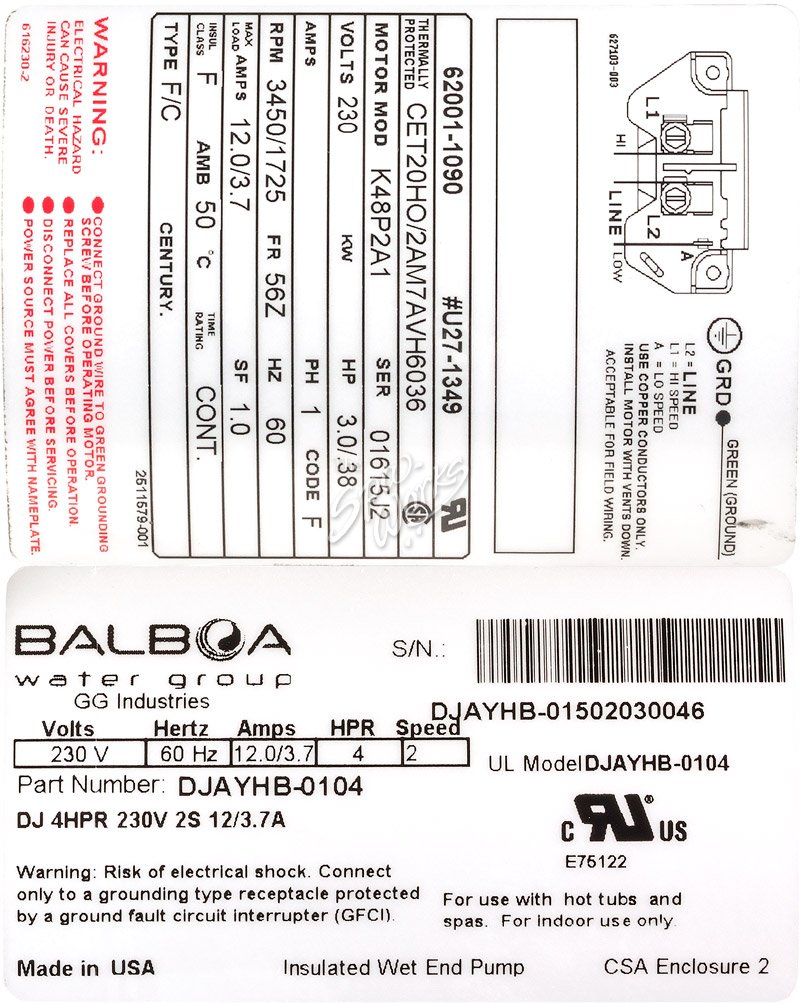 627103-003
L1
HI
LINE
L2
LOW
A
GRD
GREEN (GROUND)
L2 = LINE
L1 = HI SPEED
A = LO SPEED
USE COPPER CONDUCTORS ONLY.
INSTALL MOTOR WITH VENTS DOWN.
ACCEPTABLE FOR FIELD WIRING.
62001-1090 #U27-1349
THERMALLY PROTECTED CET20HO/2AM7AVH6036
MOTOR MOD K48P2A1 SER 01615J2
VOLTS 230 KW HP 3.0/.38
AMPS PH 1 CODE F
RPM 3450/1725 FR 56Z HZ 60
MAX LOAD AMPS 12.0/3.7 SF 1.0
INSUL CLASS F AMB 50 °C TIME RATING CONT.
TYPE F/C CENTURY.
2511579-001
Spa Works
WARNING:
ELECTRICAL HAZARD
CAN CAUSE SEVERE
INJURY OR DEATH.
616230-2
● CONNECT GROUND WIRE TO GREEN GROUNDING
SCREW BEFORE OPERATING MOTOR.
● REPLACE ALL COVERS BEFORE OPERATION.
● DISCONNECT POWER BEFORE SERVICING.
● POWER SOURCE MUST AGREE WITH NAMEPLATE.
BALBOA
water group
GG Industries
S/N.:
DJAYHB-01502030046
Volts Hertz Amps HPR Speed
230 V 60 Hz 12.0/3.7 4 2
UL Model DJAYHB-0104
Part Number: DJAYHB-0104
DJ 4HPR 230V 2S 12/3.7A
C RU ® US
E75122
Warning: Risk of electrical shock. Connect
only to a grounding type receptacle protected
by a ground fault circuit interrupter (GFCI).
For use with hot tubs and
spas. For indoor use only.
Made in USA Insulated Wet End Pump CSA Enclosure 2